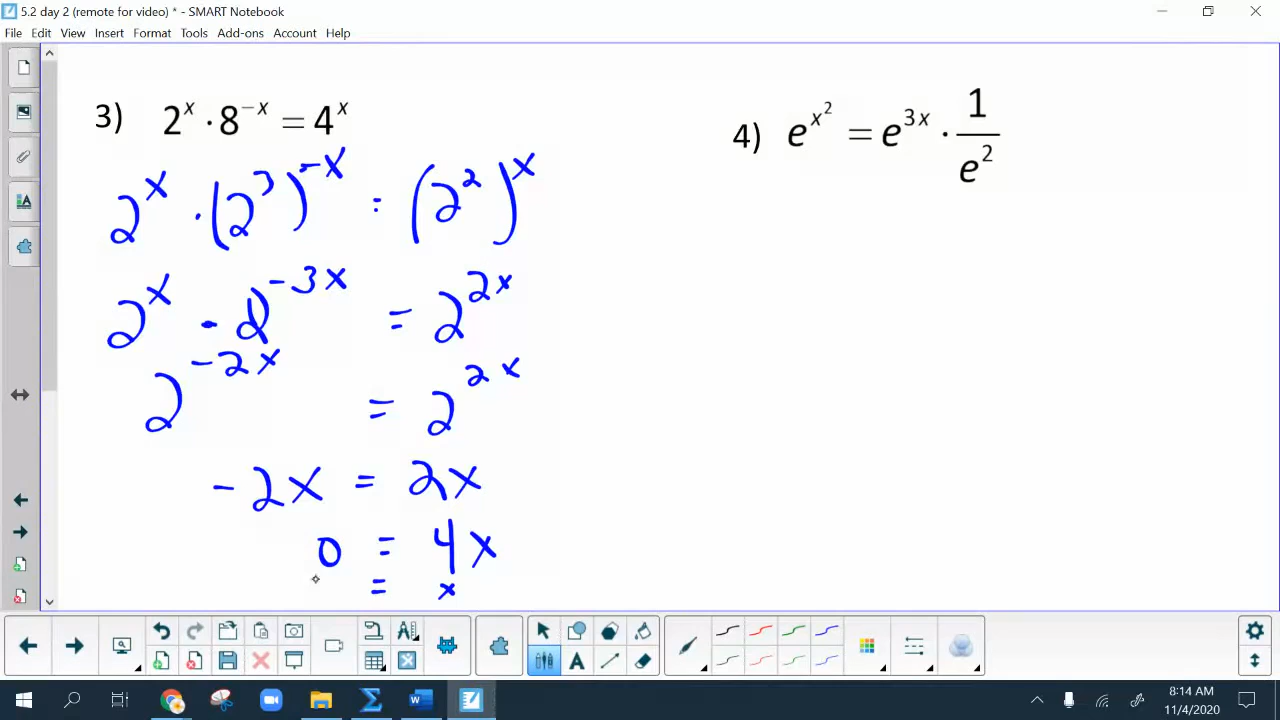 5.2 day 2 (remote for video) * - SMART Notebook
File Edit View Insert Format Tools Add-ons Account Help
3) 2^x · 8^{-x} = 4^x
2^x · (2^3)^{-x} = (2^2)^x
2^x · 2^{-3x} = 2^{2x}
2^{-2x} = 2^{2x}
-2x = 2x
0 = 4x
= x
4) e^{x^2} = e^{3x} · 1/e^2
A
W
8:14 AM
11/4/2020